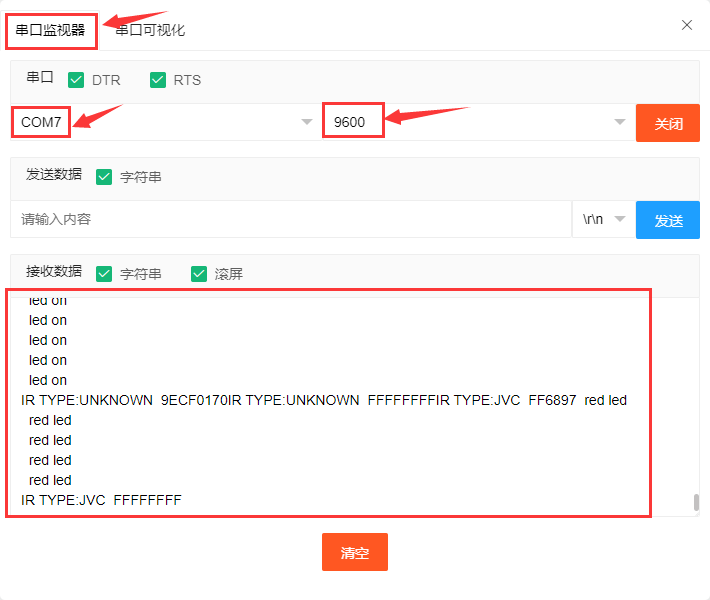 串口监视器 串口可视化
串口 DTR RTS
COM7 9600 关闭
发送数据 字符串
请输入内容 \r\n 发送
接收数据 字符串 滚屏
led on
led on
led on
led on
led on
IR TYPE:UNKNOWN 9ECF0170IR TYPE:UNKNOWN FFFFFFFFIR TYPE:JVC FF6897 red led
red led
red led
red led
red led
IR TYPE:JVC FFFFFFFF
清空